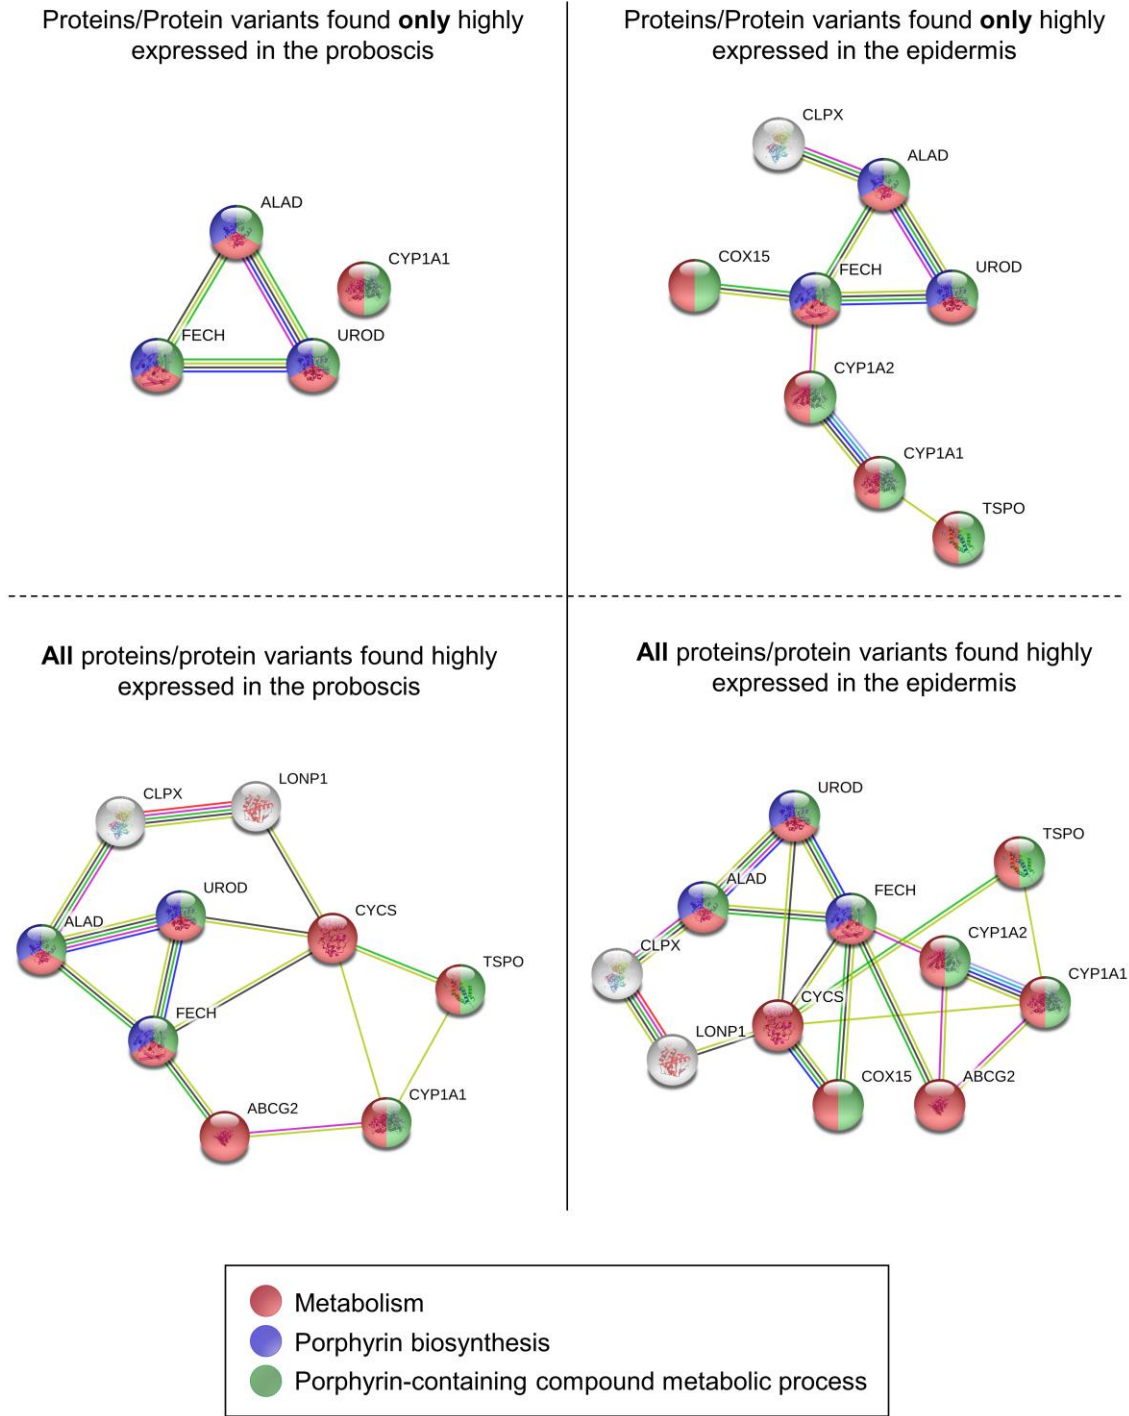 Proteins/Protein variants found only highly
expressed in the proboscis
ALAD
CYP1A1
FECH
UROD
Proteins/Protein variants found only highly
expressed in the epidermis
CLPX
ALAD
COX15
FECH
UROD
CYP1A2
CYP1A1
TSPO
All proteins/protein variants found highly
expressed in the proboscis
CLPX
LONP1
UROD
ALAD
CYCS
TSPO
FECH
ABCG2
CYP1A1
All proteins/protein variants found highly
expressed in the epidermis
UROD
TSPO
ALAD
FECH
CYP1A2
CLPX
CYP1A1
CYCS
LONP1
COX15
ABCG2
Metabolism
Porphyrin biosynthesis
Porphyrin-containing compound metabolic process